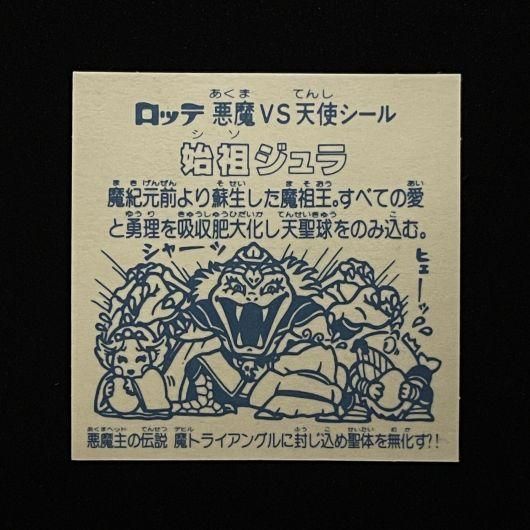 ロッテ 悪魔VS天使シール
始祖ジュラ
魔紀元前より蘇生した魔祖王。すべての愛
と勇理を吸収肥大化し天聖球をのみ込む。
シャーッ
ヒェーッ
悪魔主の伝説 魔トライアングルに封じ込め聖体を無化す?!